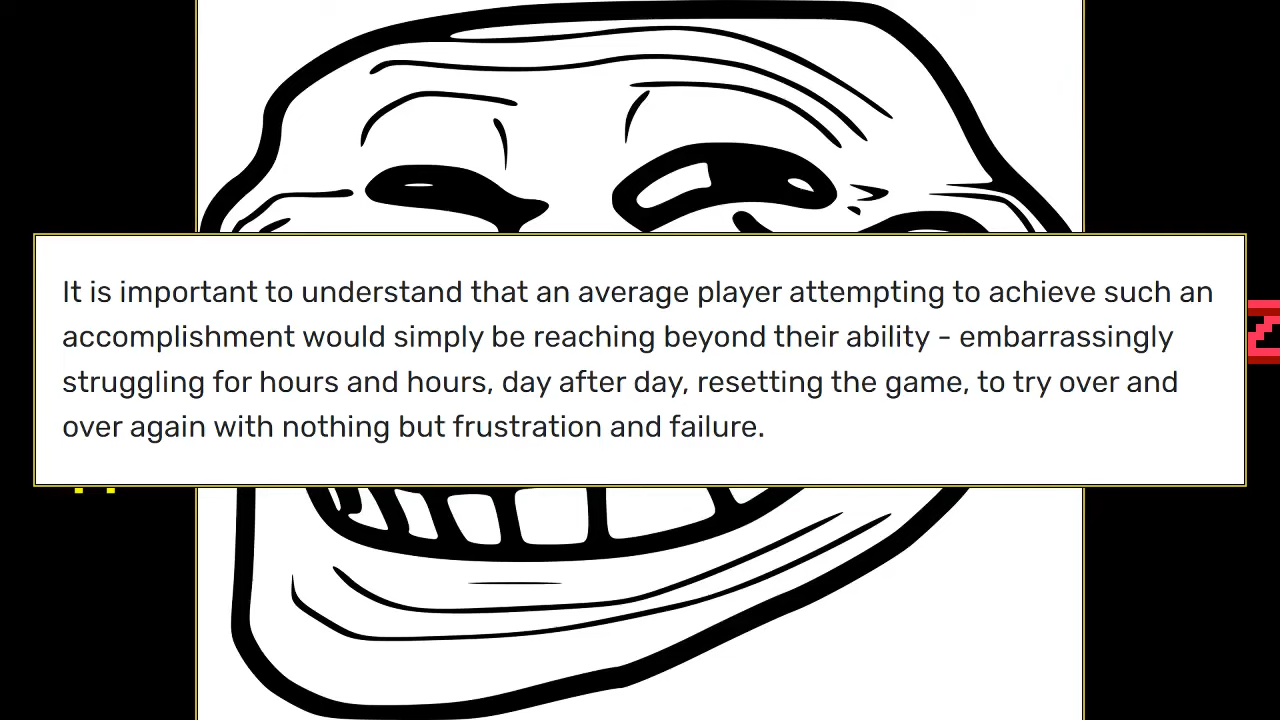 It is important to understand that an average player attempting to achieve such an
accomplishment would simply be reaching beyond their ability - embarrassingly
struggling for hours and hours, day after day, resetting the game, to try over and
over again with nothing but frustration and failure.